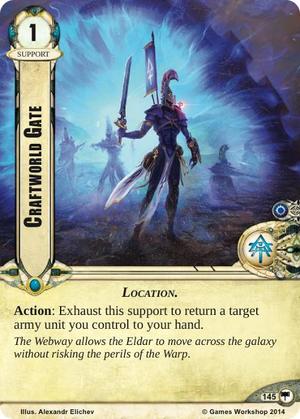 1
SUPPORT
CRAFTWORLD GATE
LOCATION.
Action: Exhaust this support to return a target
army unit you control to your hand.
The Webway allows the Eldar to move across the galaxy
without risking the perils of the Warp.
145
Illus. Alexandr Elichev
© Games Workshop 2014